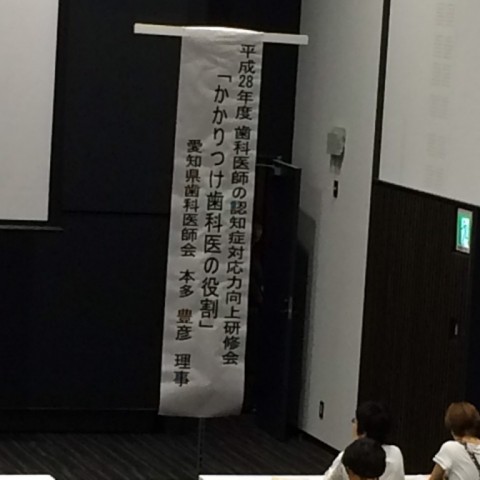 平成28年度 歯科医師の認知症対応力向上研修会
「かかりつけ歯科医の役割」
愛知県歯科医師会 本多 豊彦 理事